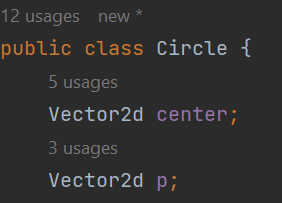 12 usages new *
public class Circle {
5 usages
Vector2d center;
3 usages
Vector2d p;